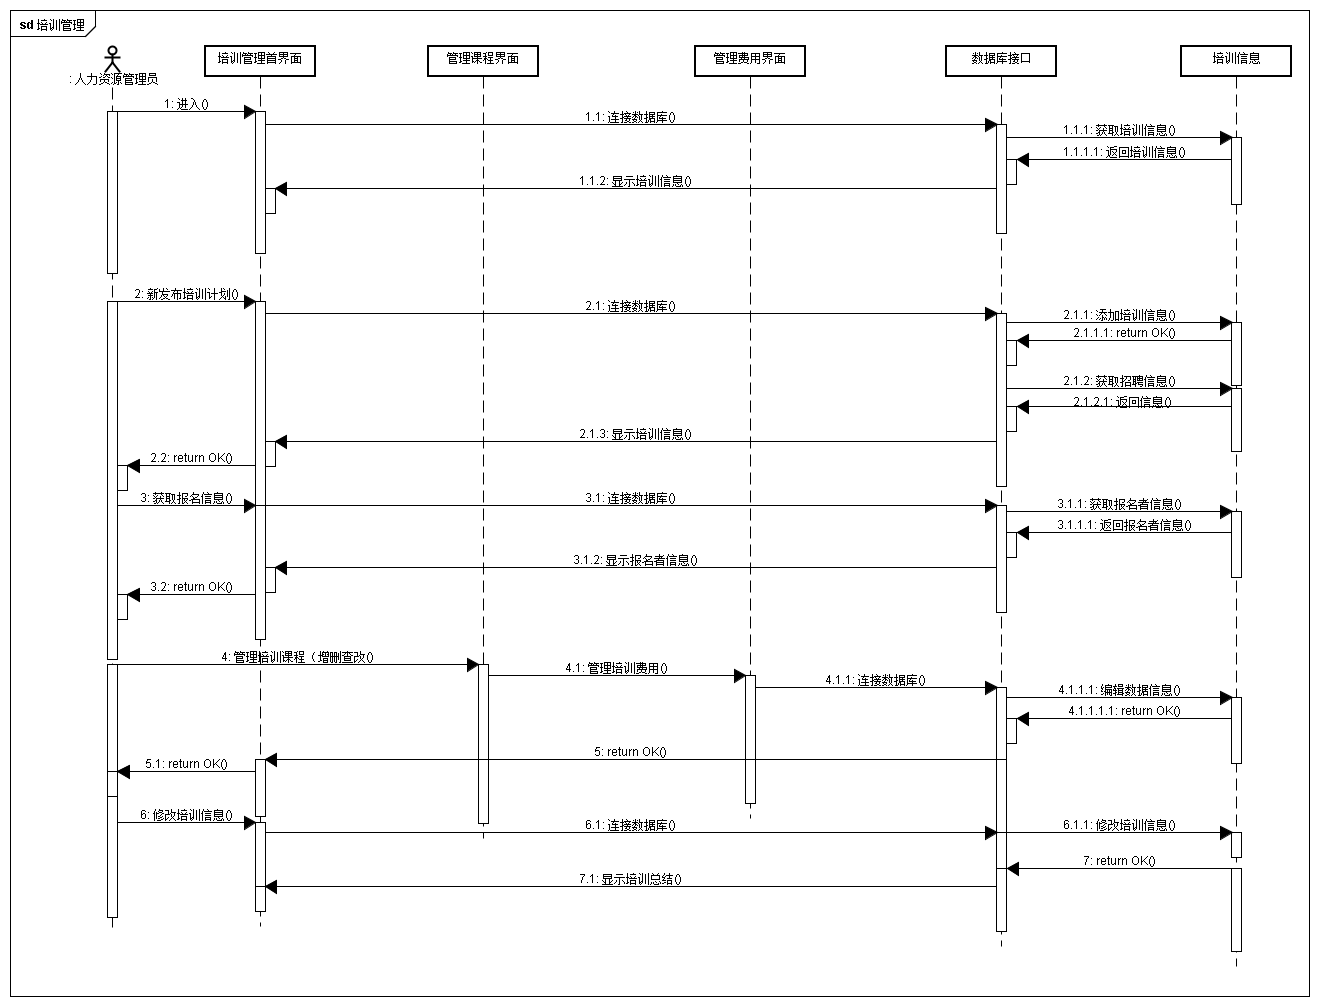 sd 培训管理
: 人力资源管理员
培训管理首界面
管理课程界面
管理费用界面
数据库接口
培训信息
1: 进入()
1.1: 连接数据库()
1.1.1: 获取培训信息()
1.1.1.1: 返回培训信息()
1.1.2: 显示培训信息()
2: 新发布培训计划()
2.1: 连接数据库()
2.1.1: 添加培训信息()
2.1.1.1: return OK()
2.1.2: 获取招聘信息()
2.1.2.1: 返回信息()
2.1.3: 显示培训信息()
2.2: return OK()
3: 获取报名信息()
3.1: 连接数据库()
3.1.1: 获取报名者信息()
3.1.1.1: 返回报名者信息()
3.1.2: 显示报名者信息()
3.2: return OK()
4: 管理培训课程（增删查改()
4.1: 管理培训费用()
4.1.1: 连接数据库()
4.1.1.1: 编辑数据信息()
4.1.1.1.1: return OK()
5: return OK()
5.1: return OK()
6: 修改培训信息()
6.1: 连接数据库()
6.1.1: 修改培训信息()
7: return OK()
7.1: 显示培训总结()